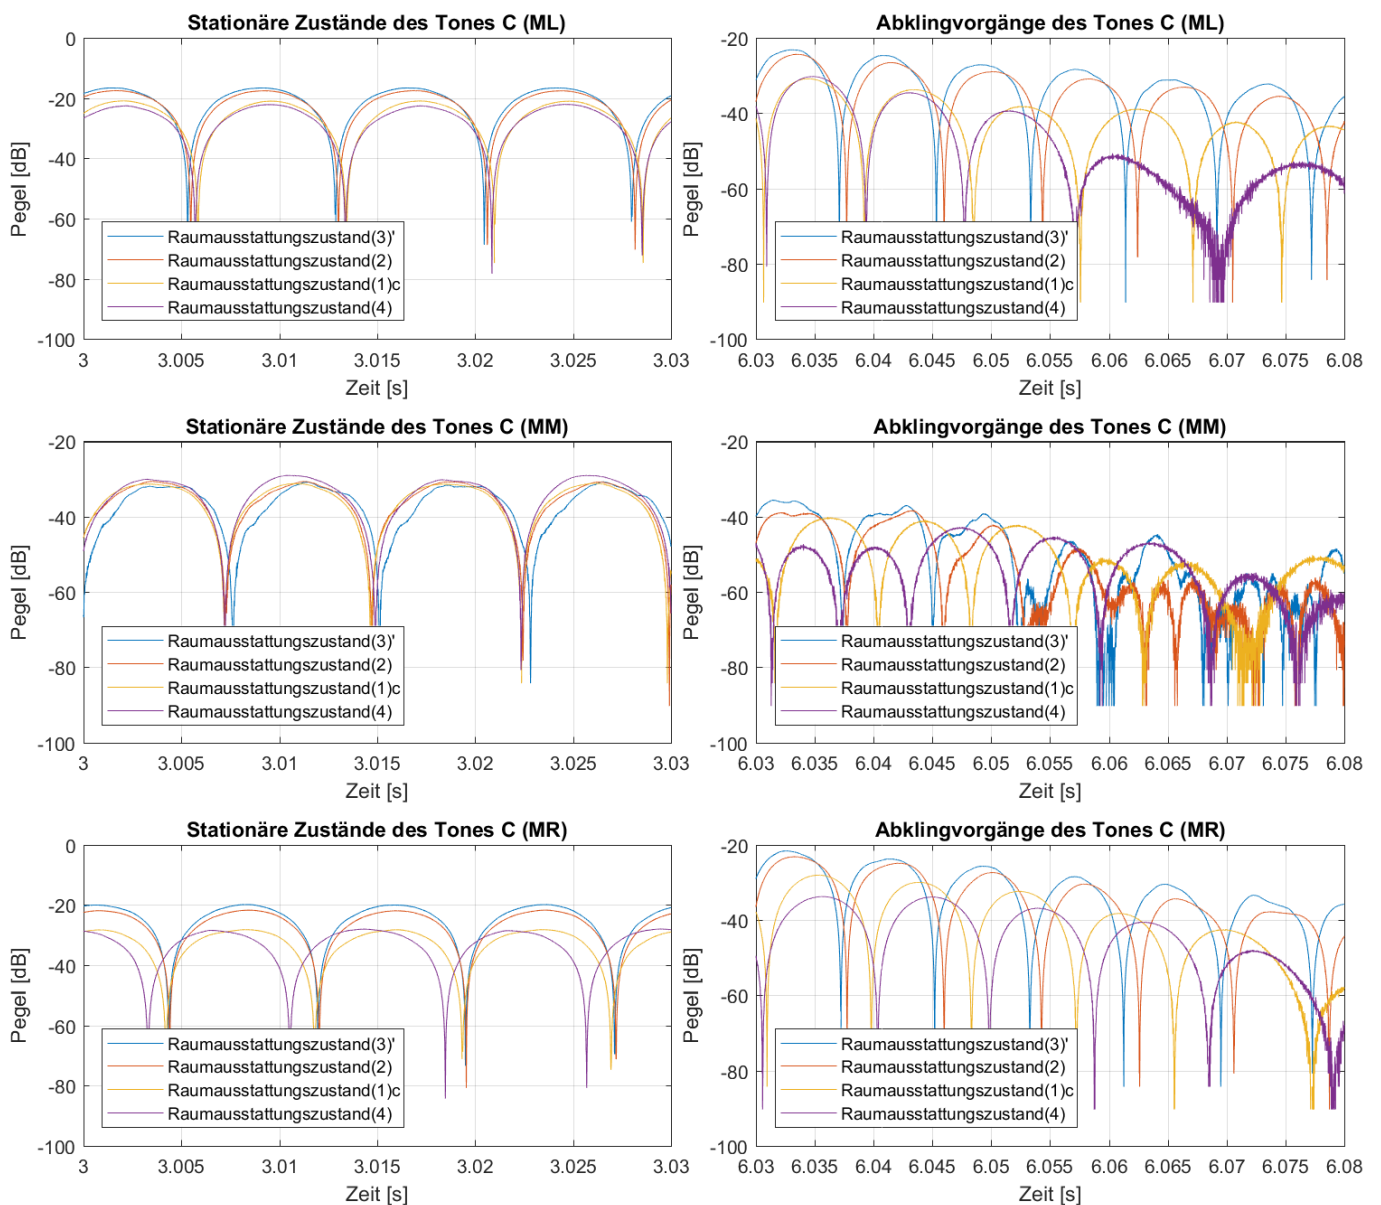 Stationäre Zustände des Tones C (ML)
0
-20
-40
-60
-80
-100
Pegel [dB]
Raumausstattungszustand(3)'
Raumausstattungszustand(2)
Raumausstattungszustand(1)c
Raumausstattungszustand(4)
3 3.005 3.01 3.015 3.02 3.025 3.03
Zeit [s]
Abklingvorgänge des Tones C (ML)
-20
-40
-60
-80
-100
Pegel [dB]
Raumausstattungszustand(3)'
Raumausstattungszustand(2)
Raumausstattungszustand(1)c
Raumausstattungszustand(4)
6.03 6.035 6.04 6.045 6.05 6.055 6.06 6.065 6.07 6.075 6.08
Zeit [s]
Stationäre Zustände des Tones C (MM)
-20
-40
-60
-80
-100
Pegel [dB]
Raumausstattungszustand(3)'
Raumausstattungszustand(2)
Raumausstattungszustand(1)c
Raumausstattungszustand(4)
3 3.005 3.01 3.015 3.02 3.025 3.03
Zeit [s]
Abklingvorgänge des Tones C (MM)
-20
-40
-60
-80
-100
Pegel [dB]
Raumausstattungszustand(3)'
Raumausstattungszustand(2)
Raumausstattungszustand(1)c
Raumausstattungszustand(4)
6.03 6.035 6.04 6.045 6.05 6.055 6.06 6.065 6.07 6.075 6.08
Zeit [s]
Stationäre Zustände des Tones C (MR)
0
-20
-40
-60
-80
-100
Pegel [dB]
Raumausstattungszustand(3)'
Raumausstattungszustand(2)
Raumausstattungszustand(1)c
Raumausstattungszustand(4)
3 3.005 3.01 3.015 3.02 3.025 3.03
Zeit [s]
Abklingvorgänge des Tones C (MR)
-20
-40
-60
-80
-100
Pegel [dB]
Raumausstattungszustand(3)'
Raumausstattungszustand(2)
Raumausstattungszustand(1)c
Raumausstattungszustand(4)
6.03 6.035 6.04 6.045 6.05 6.055 6.06 6.065 6.07 6.075 6.08
Zeit [s]